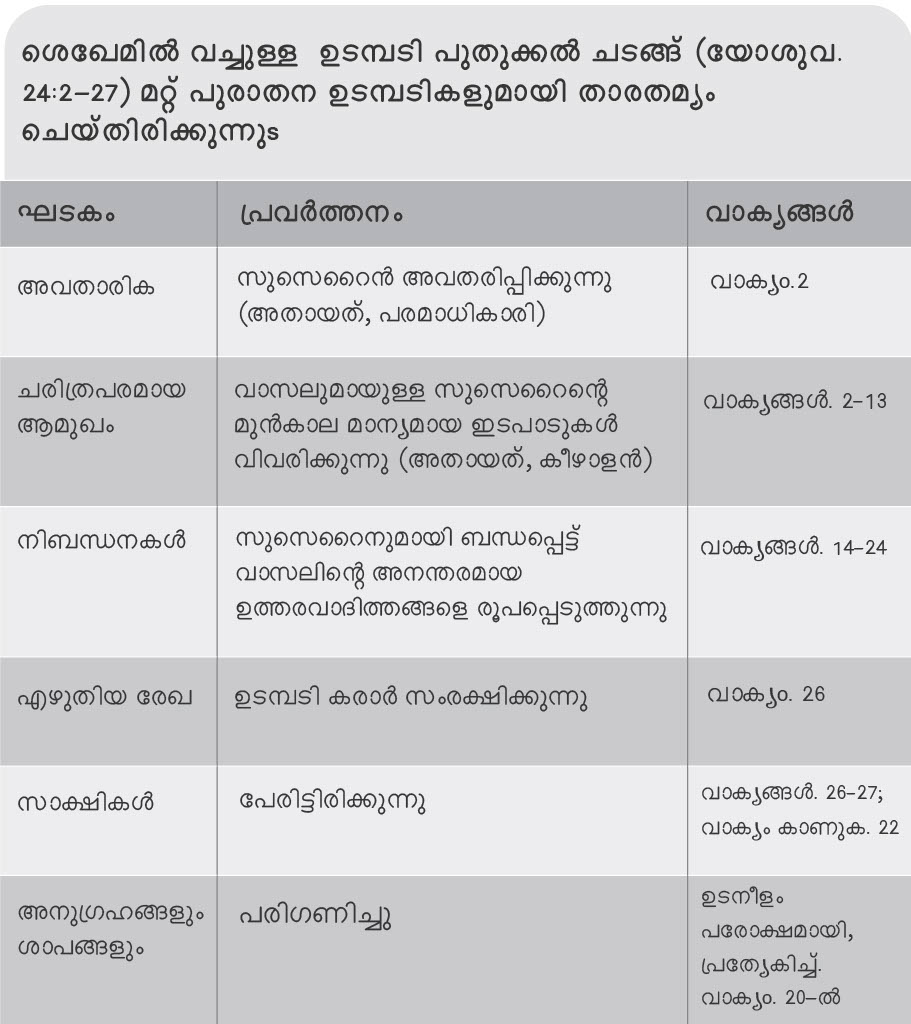 ശെഖേമിൽ വച്ചുള്ള ഉടമ്പടി പുതുക്കൽ ചടങ്ങ് (യോശുവ.
24:2–27) മറ്റ് പുരാതന ഉടമ്പടികളുമായി താരതമ്യം
ചെയ്തിരിക്കുന്നുs
ഘടകം പ്രവർത്തനം വാക്യങ്ങൾ
അവതാരിക
സുസെറൈൻ അവതരിപ്പിക്കുന്നു
(അതായത്, പരമാധികാരി)
വാക്യം.2
ചരിത്രപരമായ
ആമുഖം
വാസലുമായുള്ള സുസെറൈന്റെ
മുൻകാല മാന്യമായ ഇടപാടുകൾ
വിവരിക്കുന്നു (അതായത്, കീഴാളൻ)
വാക്യങ്ങൾ. 2–13
നിബന്ധനകൾ
സുസെറൈനുമായി ബന്ധപ്പെട്ട്
വാസലിന്റെ അനന്തരമായ
ഉത്തരവാദിത്തങ്ങളെ രൂപപ്പെടുത്തുന്നു
വാക്യങ്ങൾ. 14–24
എഴുതിയ രേഖ
ഉടമ്പടി കരാർ സംരക്ഷിക്കുന്നു
വാക്യം. 26
സാക്ഷികൾ
പേരിട്ടിരിക്കുന്നു
വാക്യങ്ങൾ. 26–27;
വാക്യം കാണുക. 22
അനുഗ്രഹങ്ങളും
ശാപങ്ങളും
പരിഗണിച്ചു
ഉടനീളം
പരോക്ഷമായി,
പ്രത്യേകിച്ച്.
വാക്യം. 20–ൽ